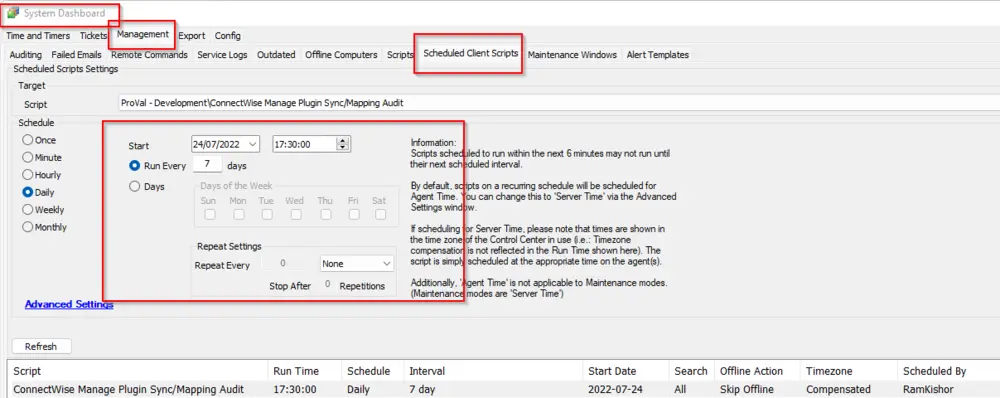 System Dashboard
Time and Timers Tickets Management Export Config
Auditing Failed Emails Remote Commands Service Logs Outdated Offline Computers Scripts Scheduled Client Scripts Maintenance Windows Alert Templates
Scheduled Scripts Settings
Target
Script ProVal - Development\ConnectWise Manage Plugin Sync/Mapping Audit
Schedule
Once
Minute
Hourly
Daily
Weekly
Monthly
Start 24/07/2022 17:30:00
Run Every 7 days
Days
Days of the Week
Sun Mon Tue Wed Thu Fri Sat
Repeat Settings
Repeat Every 0 None
Stop After 0 Repetitions
Information:
Scripts scheduled to run within the next 6 minutes may not run until
their next scheduled interval.
By default, scripts on a recurring schedule will be scheduled for
Agent Time. You can change this to 'Server Time' via the Advanced
Settings window.
If scheduling for Server Time, please note that times are shown in
the time zone of the Control Center in use (i.e.: Timezone
compensation is not reflected in the Run Time shown here). The
script is simply scheduled at the appropriate time on the agent(s).
Additionally, 'Agent Time' is not applicable to Maintenance modes.
(Maintenance modes are 'Server Time')
Advanced Settings
Refresh
Script Run Time Schedule Interval Start Date Search Offline Action Timezone Scheduled By
ConnectWise Manage Plugin Sync/Mapping Audit 17:30:00 Daily 7 day 2022-07-24 All Skip Offline Compensated RamKishor